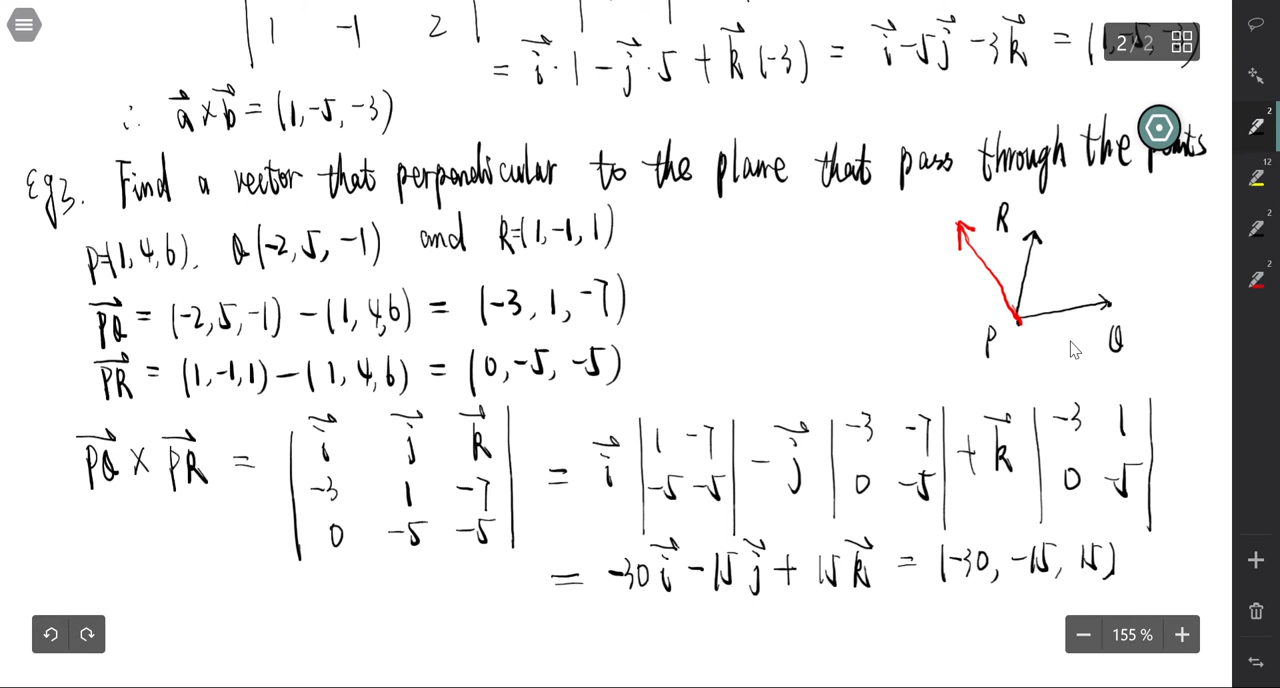 1 -1 2
= i⃗·1 - j⃗·5 + k⃗(-3) = i⃗-5j⃗-3k⃗ = (1,-5,-3)
2/2
∴ a⃗×b⃗ = (1,-5,-3)
Eg3. Find a vector that perpendicular to the plane that pass through the points
P=(1,4,6). Q(-2,5,-1) and R=(1,-1,1)
R
PQ⃗ = (-2,5,-1)-(1,4,6) = (-3,1,-7)
P Q
PR⃗ = (1,-1,1)-(1,4,6) = (0,-5,-5)
PQ⃗ × PR⃗ = | i⃗ j⃗ k⃗ | = i⃗ | 1 -7 | - j⃗ | -3 -7 | + k⃗ | -3 1 |
-3 1 -7 | -5 -5 | | 0 -5 | | 0 -5 |
0 -5 -5
= -30i⃗ -15j⃗ + 15k⃗ = (-30,-15,15)
155 %
2
12
2
2